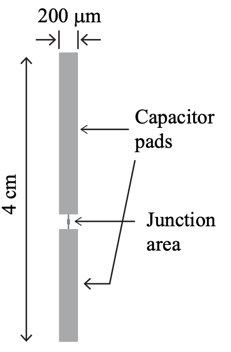 200 μm
Capacitor
pads
4 cm
Junction
area